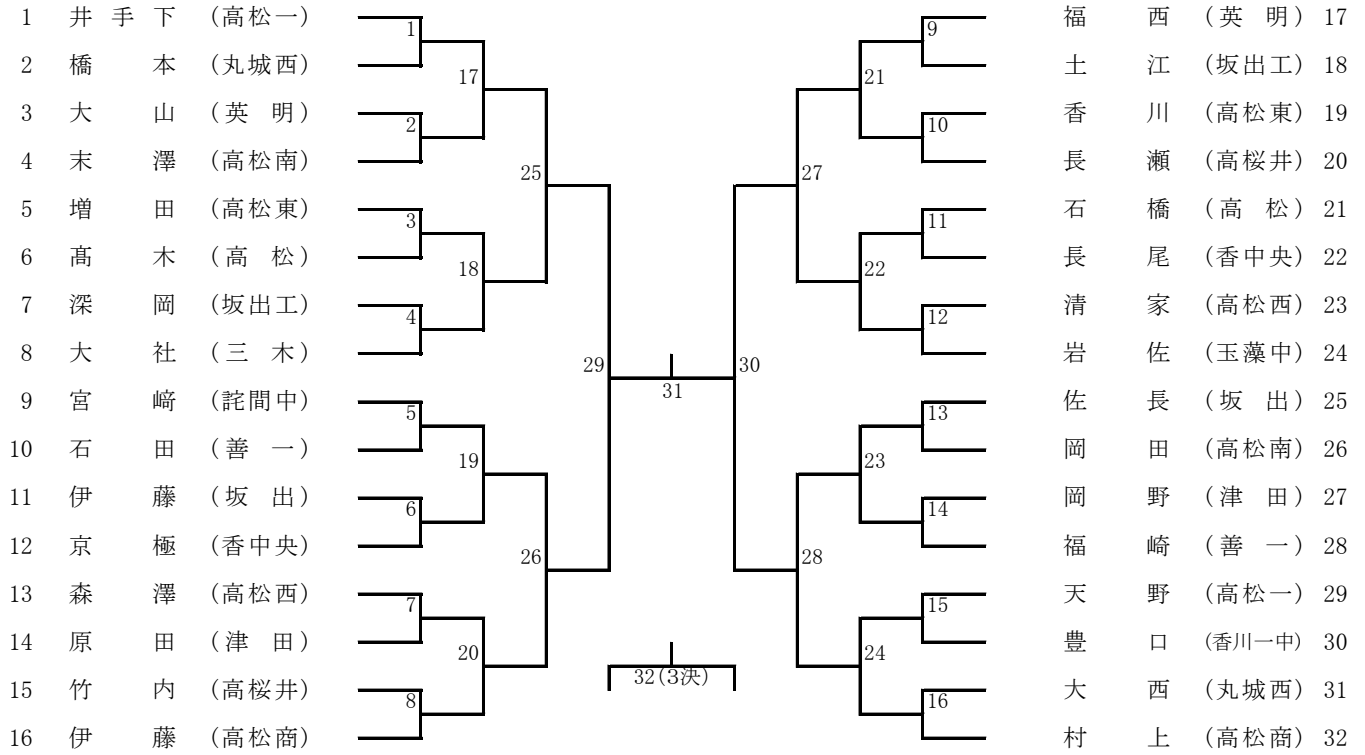 1 井手下 (高松一) 福西 (英明) 17
1 9
2 橋本 (丸城西) 17 21 土江 (坂出工) 18
3 大山 (英明) 香川 (高松東) 19
2 10
4 末澤 (高松南) 25 27 長瀬 (高桜井) 20
5 増田 (高松東) 石橋 (高松) 21
3 11
6 髙木 (高松) 18 22 長尾 (香中央) 22
7 深岡 (坂出工) 清家 (高松西) 23
4 12
8 大社 (三木) 29 30 岩佐 (玉藻中) 24
31
9 宮﨑 (詫間中) 佐長 (坂出) 25
5 13
10 石田 (善一) 19 23 岡田 (高松南) 26
11 伊藤 (坂出) 岡野 (津田) 27
6 14
12 京極 (香中央) 26 28 福崎 (善一) 28
13 森澤 (高松西) 天野 (高松一) 29
7 15
14 原田 (津田) 20 24 豊口 (香川一中) 30
32(3決)
15 竹内 (高桜井) 大西 (丸城西) 31
8 16
16 伊藤 (高松商) 村上 (高松商) 32